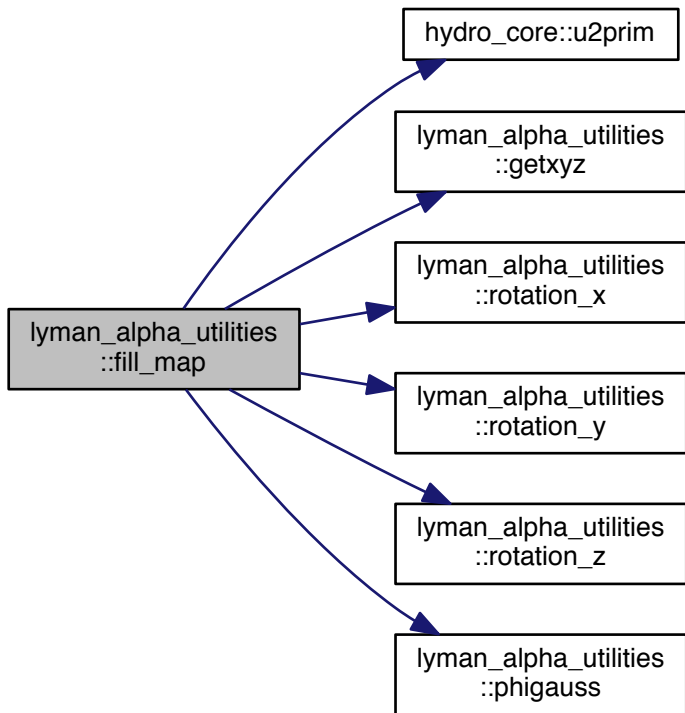 hydro_core::u2prim
lyman_alpha_utilities
::getxyz
lyman_alpha_utilities
::rotation_x
lyman_alpha_utilities
::fill_map
lyman_alpha_utilities
::rotation_y
lyman_alpha_utilities
::rotation_z
lyman_alpha_utilities
::phigauss